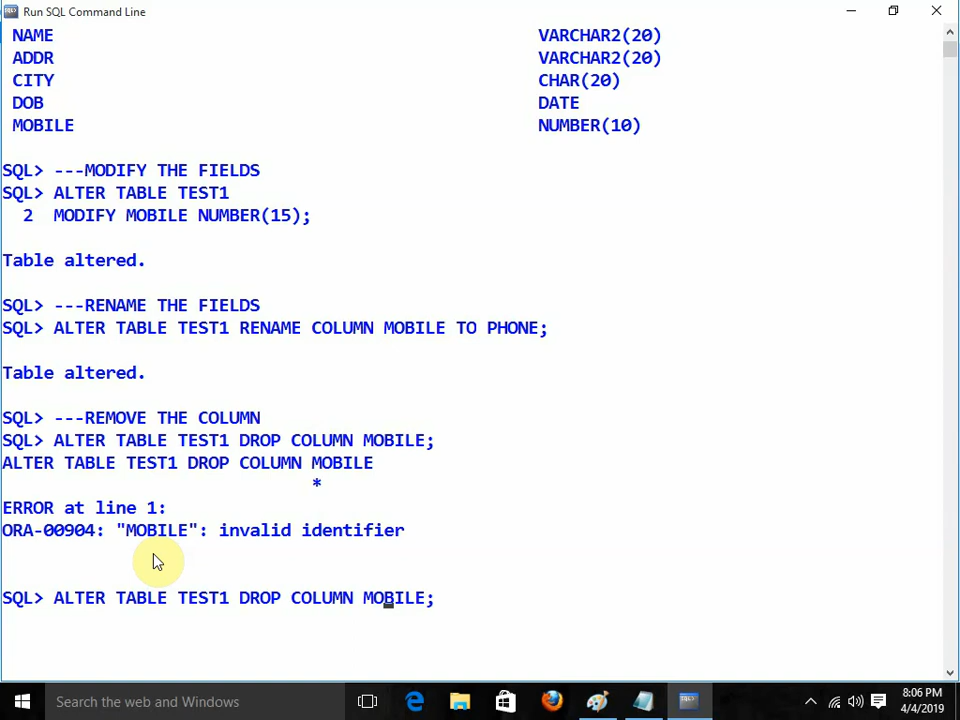 Run SQL Command Line
NAME VARCHAR2(20)
ADDR VARCHAR2(20)
CITY CHAR(20)
DOB DATE
MOBILE NUMBER(10)
SQL> ---MODIFY THE FIELDS
SQL> ALTER TABLE TEST1
2 MODIFY MOBILE NUMBER(15);
Table altered.
SQL> ---RENAME THE FIELDS
SQL> ALTER TABLE TEST1 RENAME COLUMN MOBILE TO PHONE;
Table altered.
SQL> ---REMOVE THE COLUMN
SQL> ALTER TABLE TEST1 DROP COLUMN MOBILE;
ALTER TABLE TEST1 DROP COLUMN MOBILE
*
ERROR at line 1:
ORA-00904: "MOBILE": invalid identifier
SQL> ALTER TABLE TEST1 DROP COLUMN MOBILE;
Search the web and Windows
8:06 PM
4/4/2019